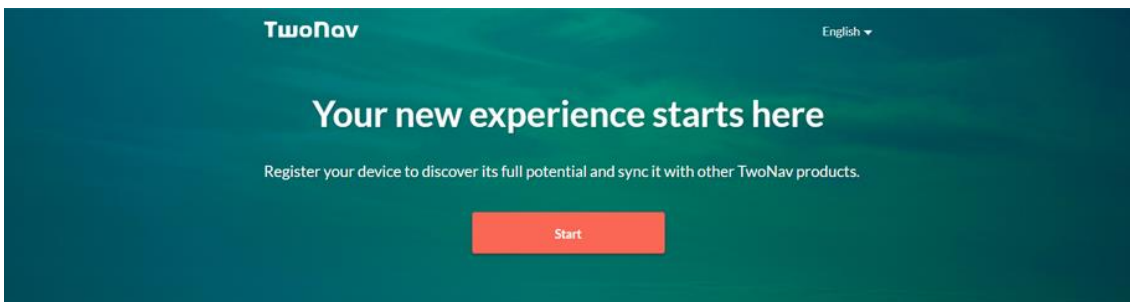 TwoNav
English
Your new experience starts here
Register your device to discover its full potential and sync it with other TwoNav products.
Start